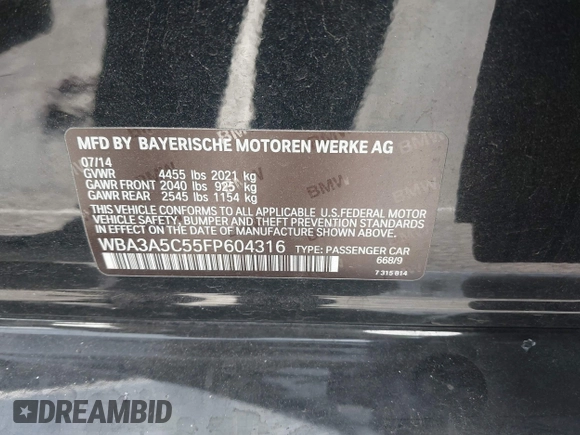 MFD BY BAYERISCHE MOTOREN WERKE AG
07/14
GVWR 4455 lbs 2021 kg
GAWR FRONT 2040 lbs 925 kg
GAWR REAR 2545 lbs 1154 kg
THIS VEHICLE CONFORMS TO ALL APPLICABLE U.S.FEDERAL MOTOR
VEHICLE SAFETY, BUMPER AND THEFT PREVENTION STANDARDS
IN EFFECT ON THE DATE OF MANUFACTURE SHOWN ABOVE.
WBA3A5C55FP604316 TYPE: PASSENGER CAR
668/9
7 315 614
DREAMBID